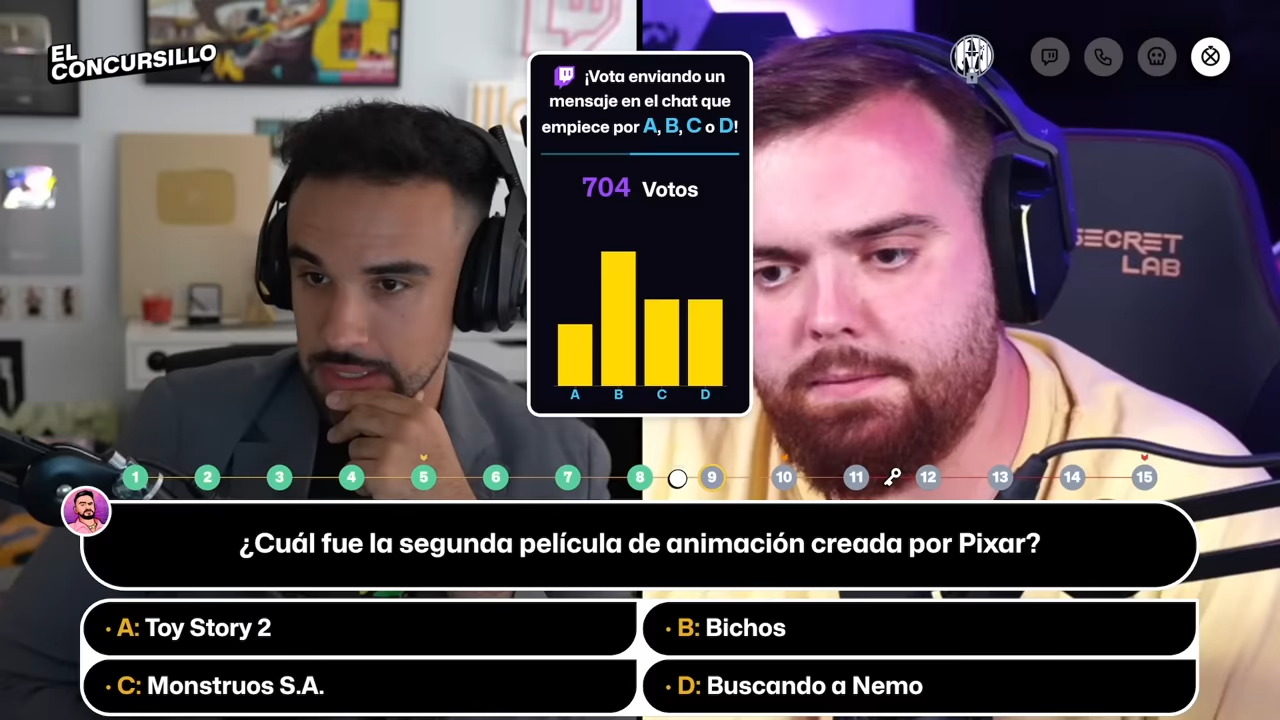 EL
CONCURSILLO
¡Vota enviando un
mensaje en el chat que
empiece por A, B, C o D!
704 Votos
A B C D
SECRET
LAB
1 2 3 4 5 6 7 8 9 10 11 12 13 14 15
¿Cuál fue la segunda película de animación creada por Pixar?
· A: Toy Story 2
· B: Bichos
· C: Monstruos S.A.
· D: Buscando a Nemo